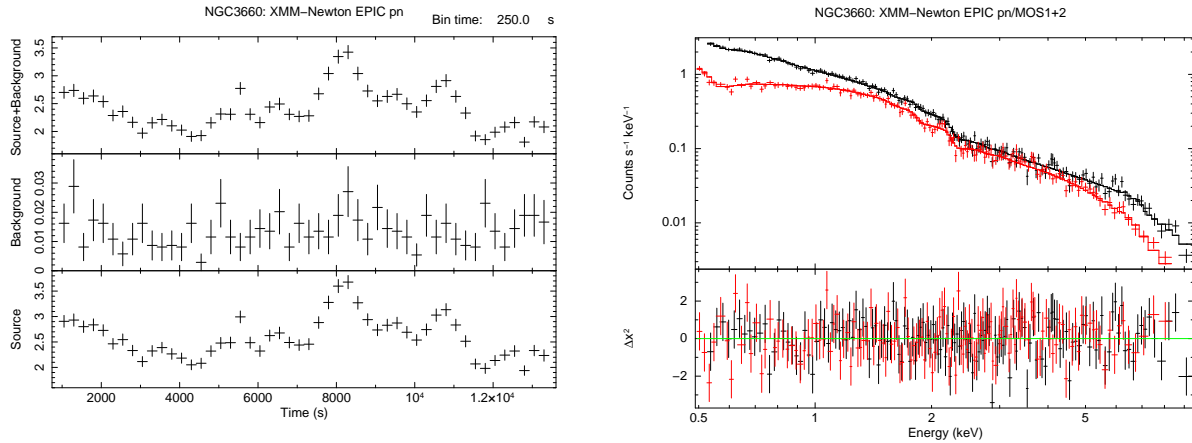 NGC3660: XMM−Newton EPIC pn
Bin time: 250.0 s
Source+Background
3.5
3
2.5
2
Background
0.03
0.02
0.01
0
Source
3.5
3
2.5
2
2000 4000 6000 8000 10⁴ 1.2×10⁴
Time (s)
NGC3660: XMM−Newton EPIC pn/MOS1+2
Counts s⁻¹ keV⁻¹
1
0.1
0.01
Δχ²
2
0
−2
0.5 1 2 5
Energy (keV)